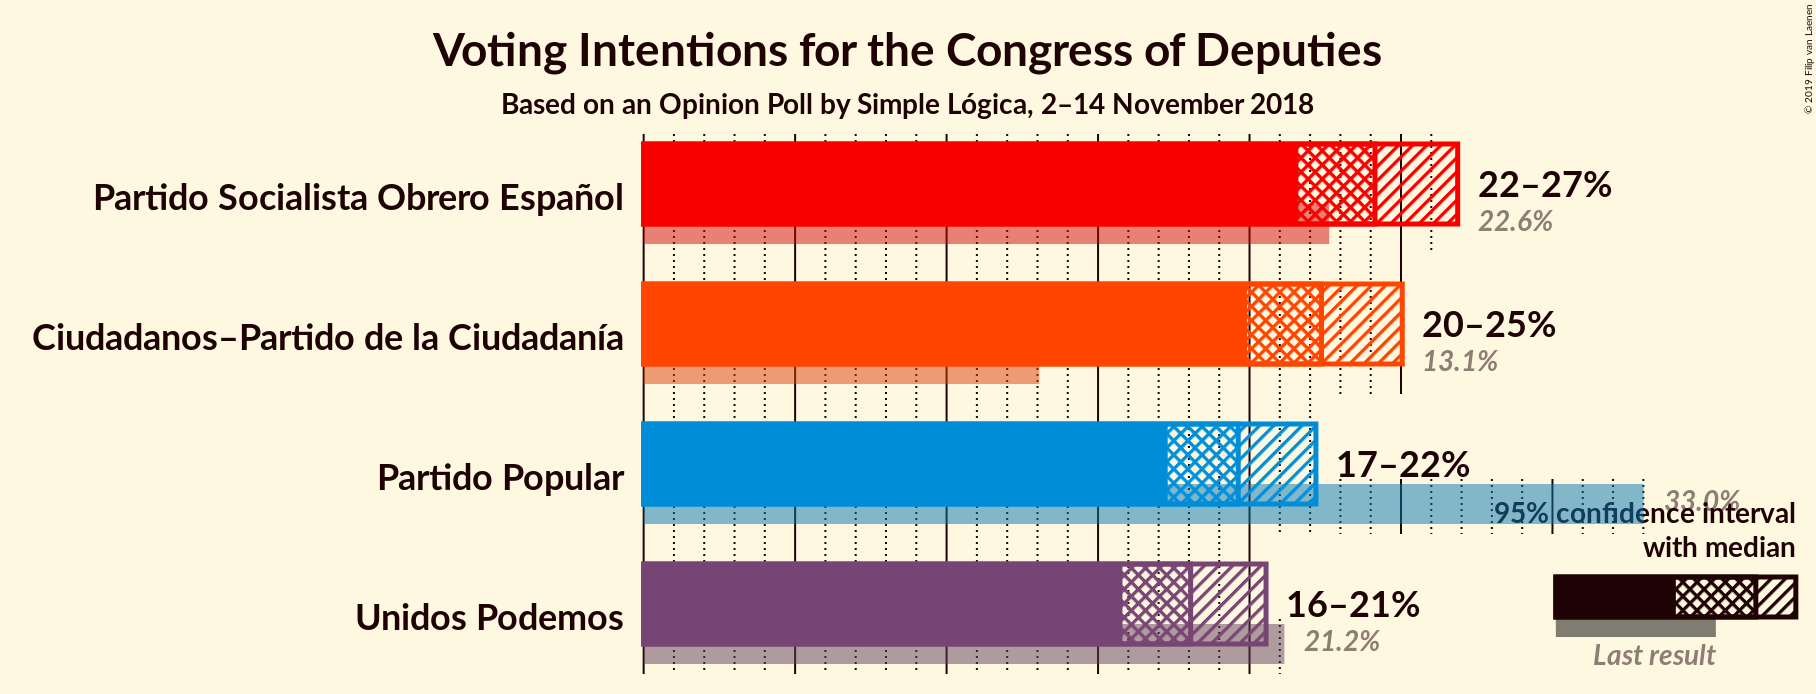 Voting Intentions for the Congress of Deputies
Based on an Opinion Poll by Simple Lógica, 2–14 November 2018
© 2019 Filip van Laenen
Partido Socialista Obrero Español
22–27%
22.6%
Ciudadanos–Partido de la Ciudadanía
20–25%
13.1%
Partido Popular
17–22%
33.0%
95% confidence interval
with median
Unidos Podemos
16–21%
21.2%
Last result